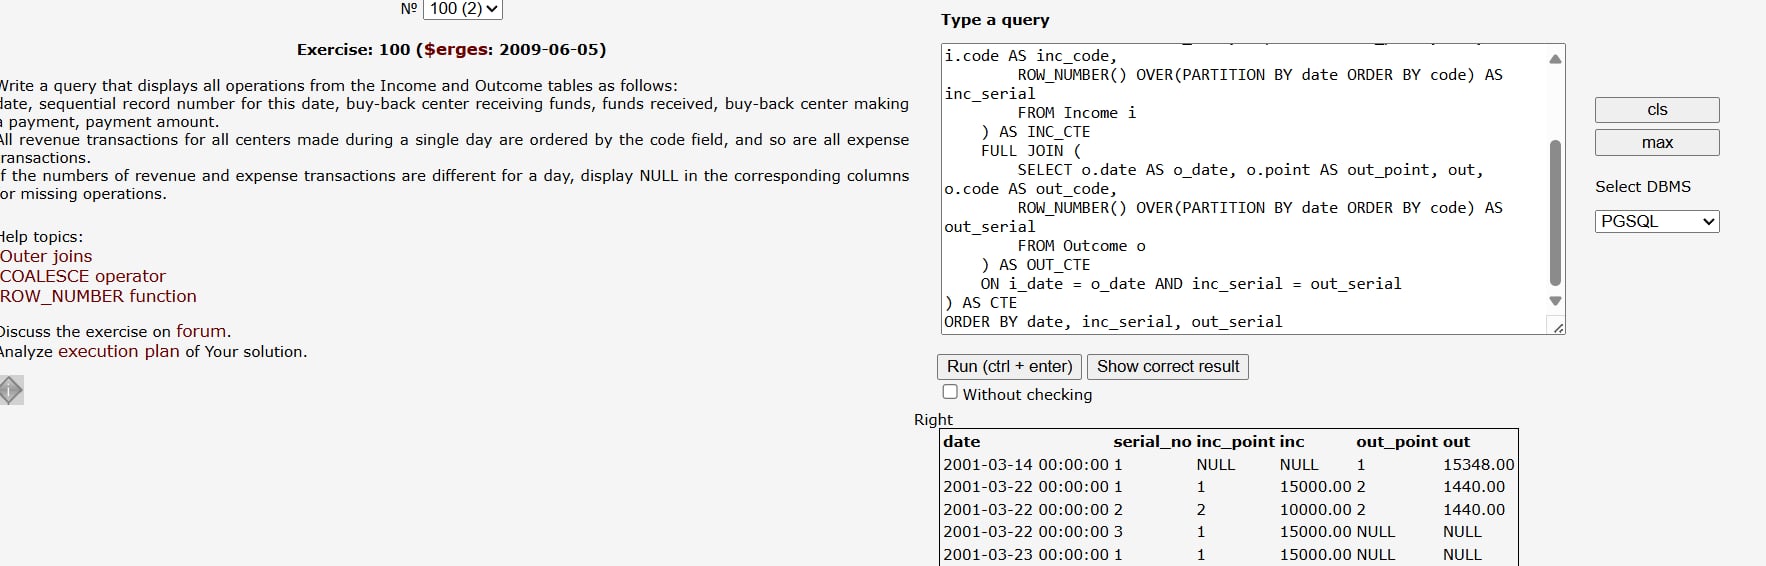 № 100 (2)
Exercise: 100 ($erges: 2009-06-05)
Write a query that displays all operations from the Income and Outcome tables as follows:
date, sequential record number for this date, buy-back center receiving funds, funds received, buy-back center making
a payment, payment amount.
All revenue transactions for all centers made during a single day are ordered by the code field, and so are all expense
transactions.
If the numbers of revenue and expense transactions are different for a day, display NULL in the corresponding columns
for missing operations.
Help topics:
Outer joins
COALESCE operator
ROW_NUMBER function
Discuss the exercise on forum.
Analyze execution plan of Your solution.
Type a query
i.code AS inc_code,
ROW_NUMBER() OVER(PARTITION BY date ORDER BY code) AS
inc_serial
FROM Income i
) AS INC_CTE
FULL JOIN (
SELECT o.date AS o_date, o.point AS out_point, out,
o.code AS out_code,
ROW_NUMBER() OVER(PARTITION BY date ORDER BY code) AS
out_serial
FROM Outcome o
) AS OUT_CTE
ON i_date = o_date AND inc_serial = out_serial
) AS CTE
ORDER BY date, inc_serial, out_serial
cls
max
Select DBMS
PGSQL
Run (ctrl + enter) Show correct result
Without checking
Right
date serial_no inc_point inc out_point out
2001-03-14 00:00:00 1 NULL NULL 1 15348.00
2001-03-22 00:00:00 1 1 15000.00 2 1440.00
2001-03-22 00:00:00 2 2 10000.00 2 1440.00
2001-03-22 00:00:00 3 1 15000.00 NULL NULL
2001-03-23 00:00:00 1 1 15000.00 NULL NULL